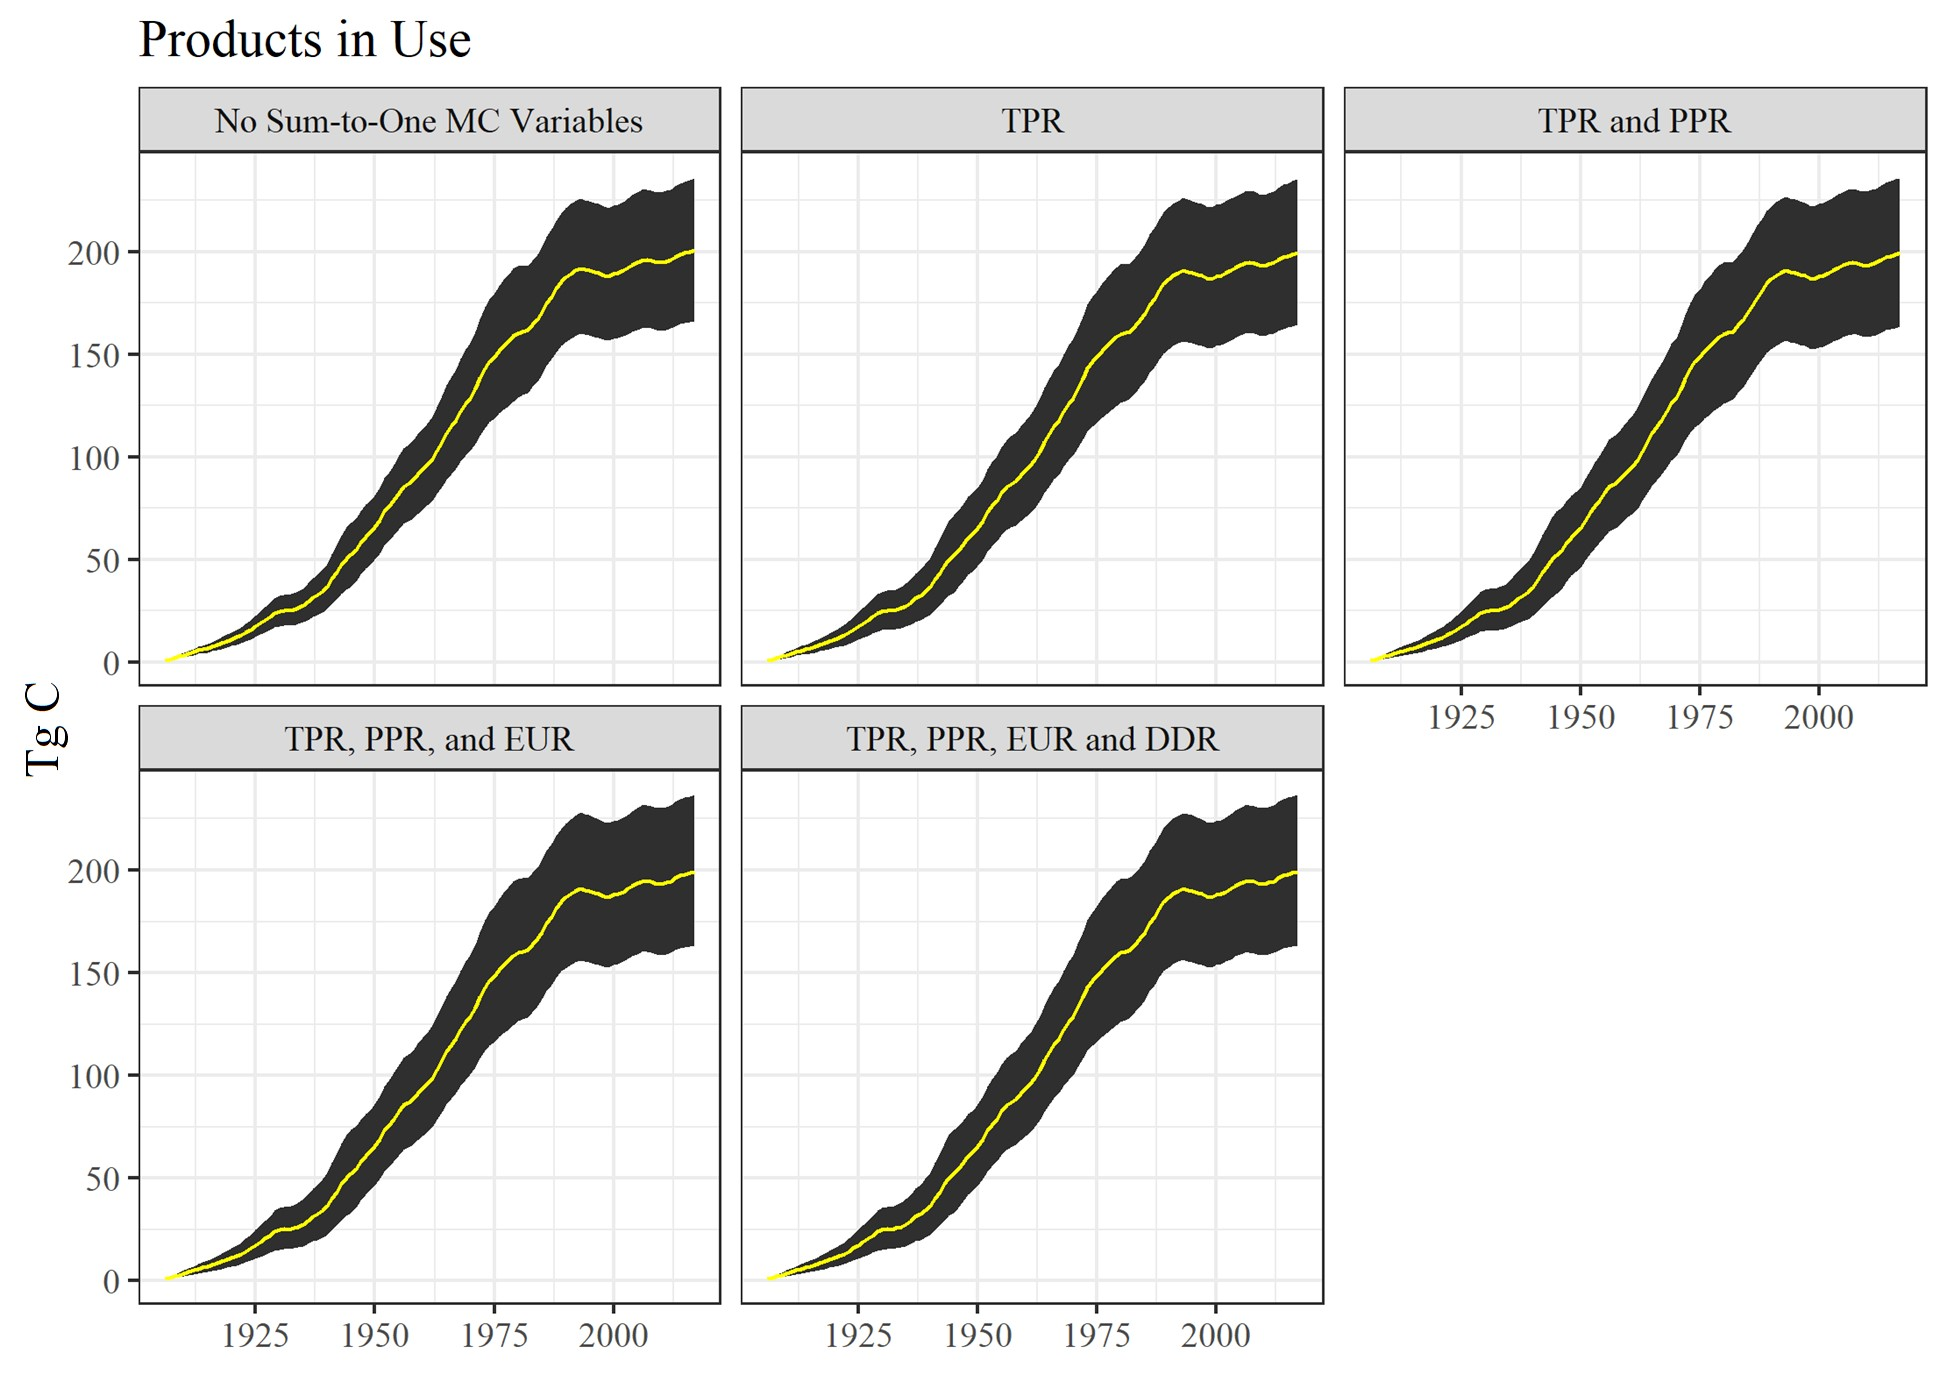 Products in Use
No Sum-to-One MC Variables
TPR
TPR and PPR
200
150
100
50
0
1925 1950 1975 2000
Tg C
TPR, PPR, and EUR
TPR, PPR, EUR and DDR
200
150
100
50
0
1925 1950 1975 2000
1925 1950 1975 2000